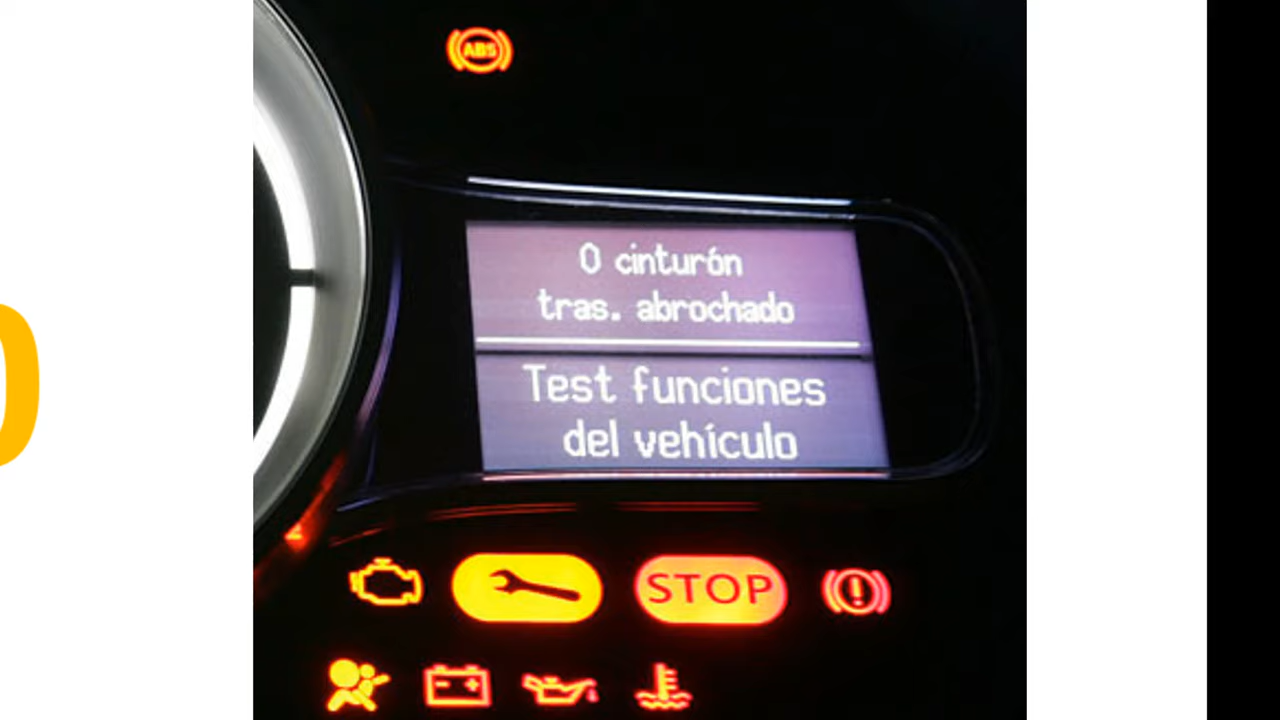 ABS
0 cinturón
tras. abrochado
Test funciones
del vehículo
STOP